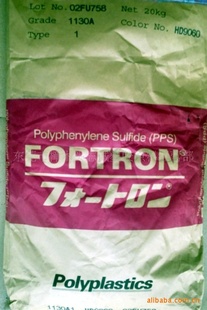 Lot No. 02FU758 Net 20kg
Grade 1130A Color No. HD9060
Type 1
Polyphenylene Sulfide (PPS)
FORTRON®
フォートロン®
Polyplastics
1130A1
alibaba.com.cn